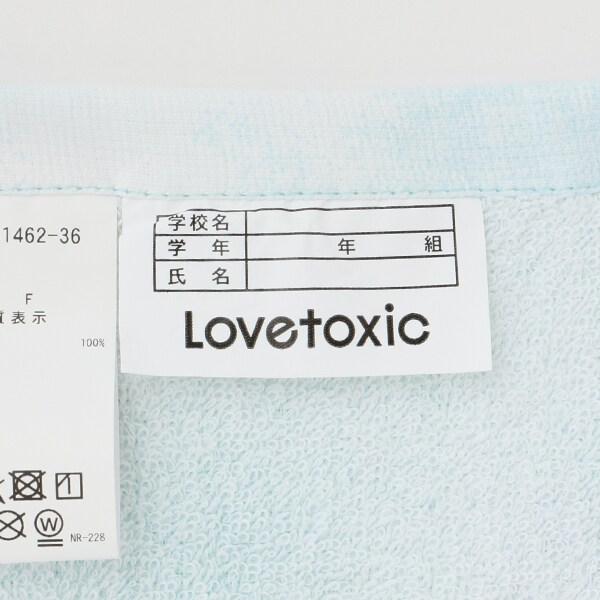 1462-36
F
質表示
100%
W
NR-228
学校名
学年 年 組
氏名
Lovetoxic